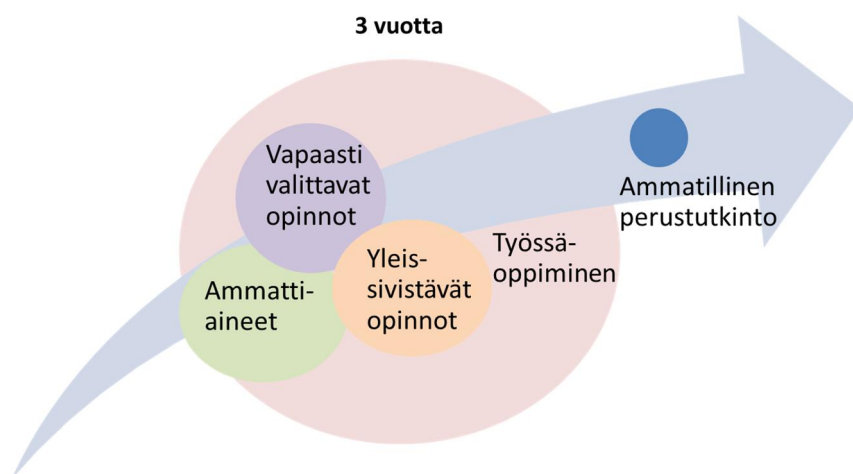 3 vuotta
Vapaasti
valittavat
opinnot
Ammatillinen
perustutkinto
Työssä-
oppiminen
Yleis-
sivistävät
opinnot
Ammatti-
aineet